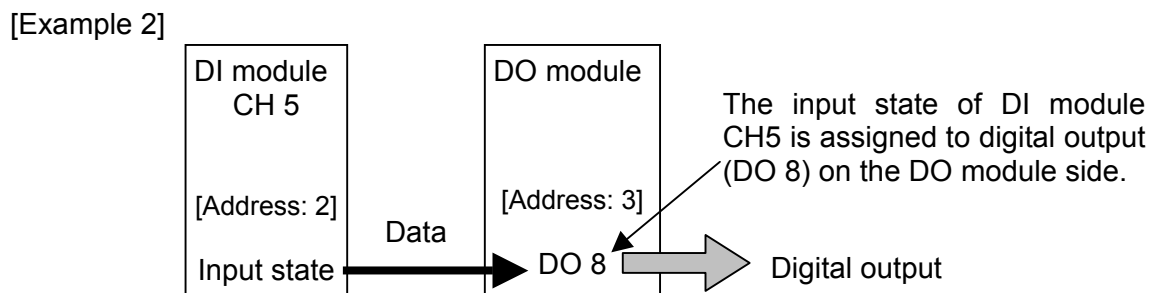 [Example 2]
DI module
CH 5
[Address: 2]
Input state
Data
DO module
[Address: 3]
DO 8
The input state of DI module
CH5 is assigned to digital output
(DO 8) on the DO module side.
Digital output